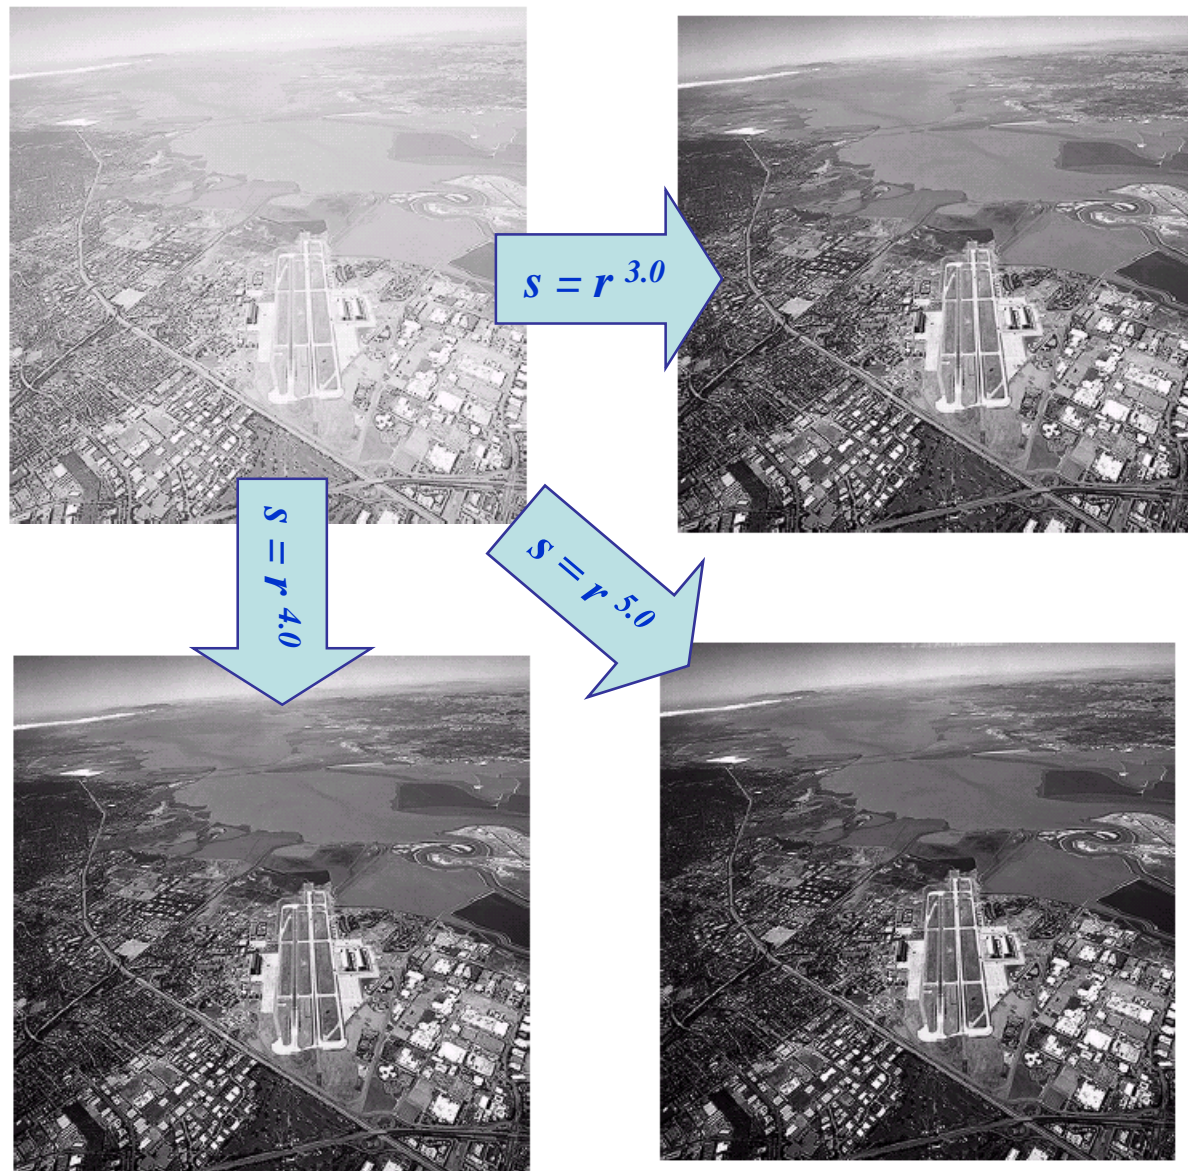 s = r 3.0
s = r 4.0
s = r 5.0